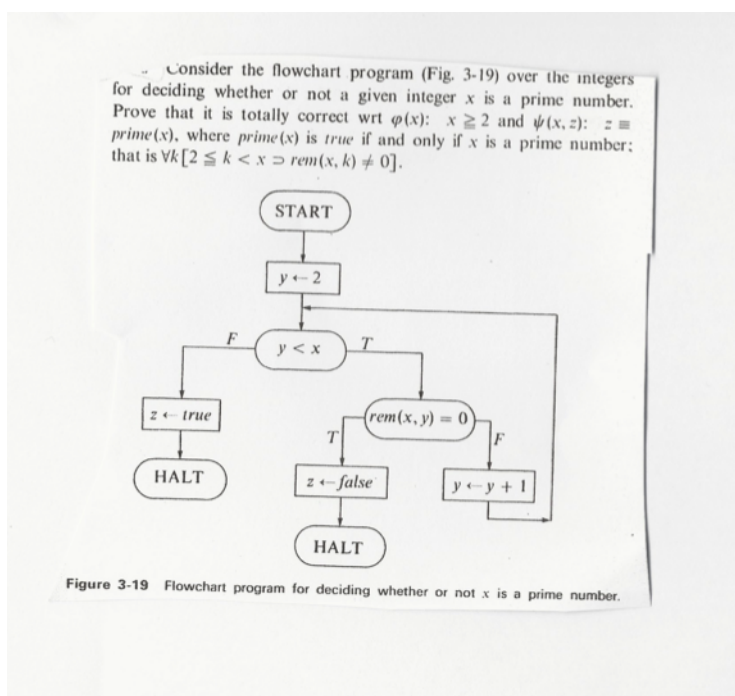 Consider the flowchart program (Fig. 3-19) over the integers
for deciding whether or not a given integer x is a prime number.
Prove that it is totally correct wrt φ(x): x ≧ 2 and ψ(x, z): z ≡
prime(x), where prime(x) is true if and only if x is a prime number;
that is ∀k[2 ≦ k < x ⊃ rem(x, k) ≠ 0].
START
y ← 2
F
y < x
T
z ← true
rem(x, y) = 0
T
F
HALT
z ← false
y ← y + 1
HALT
Figure 3-19 Flowchart program for deciding whether or not x is a prime number.